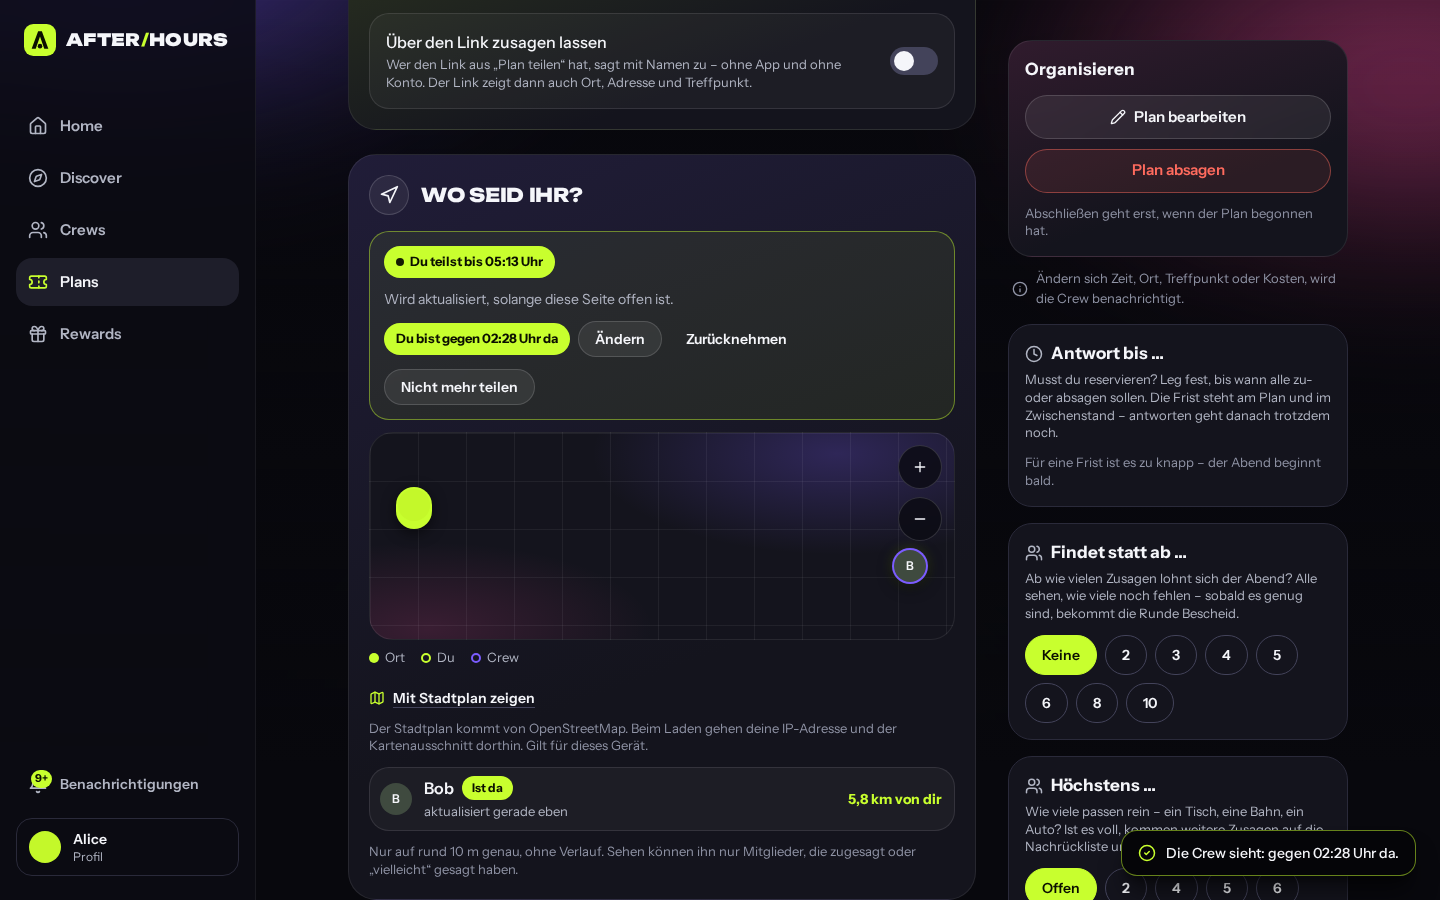 AFTER/HOURS
Home
Discover
Crews
Plans
Rewards
9+
Benachrichtigungen
Alice
Profil
Über den Link zusagen lassen
Wer den Link aus „Plan teilen“ hat, sagt mit Namen zu – ohne App und ohne
Konto. Der Link zeigt dann auch Ort, Adresse und Treffpunkt.
WO SEID IHR?
Du teilst bis 05:13 Uhr
Wird aktualisiert, solange diese Seite offen ist.
Du bist gegen 02:28 Uhr da
Ändern
Zurücknehmen
Nicht mehr teilen
+
−
B
Ort
Du
Crew
Mit Stadtplan zeigen
Der Stadtplan kommt von OpenStreetMap. Beim Laden gehen deine IP-Adresse und der
Kartenausschnitt dorthin. Gilt für dieses Gerät.
B
Bob
Ist da
aktualisiert gerade eben
5,8 km von dir
Nur auf rund 10 m genau, ohne Verlauf. Sehen können ihn nur Mitglieder, die zugesagt oder
„vielleicht“ gesagt haben.
Organisieren
Plan bearbeiten
Plan absagen
Abschließen geht erst, wenn der Plan begonnen
hat.
Ändern sich Zeit, Ort, Treffpunkt oder Kosten, wird
die Crew benachrichtigt.
Antwort bis ...
Musst du reservieren? Leg fest, bis wann alle zu-
oder absagen sollen. Die Frist steht am Plan und im
Zwischenstand – antworten geht danach trotzdem
noch.
Für eine Frist ist es zu knapp – der Abend beginnt
bald.
Findet statt ab ...
Ab wie vielen Zusagen lohnt sich der Abend? Alle
sehen, wie viele noch fehlen – sobald es genug
sind, bekommt die Runde Bescheid.
Keine
2
3
4
5
6
8
10
Höchstens ...
Wie viele passen rein – ein Tisch, eine Bahn, ein
Auto? Ist es voll, kommen weitere Zusagen auf die
Nachrückliste
Die Crew sieht: gegen 02:28 Uhr da.
Offen
2
4
5
6